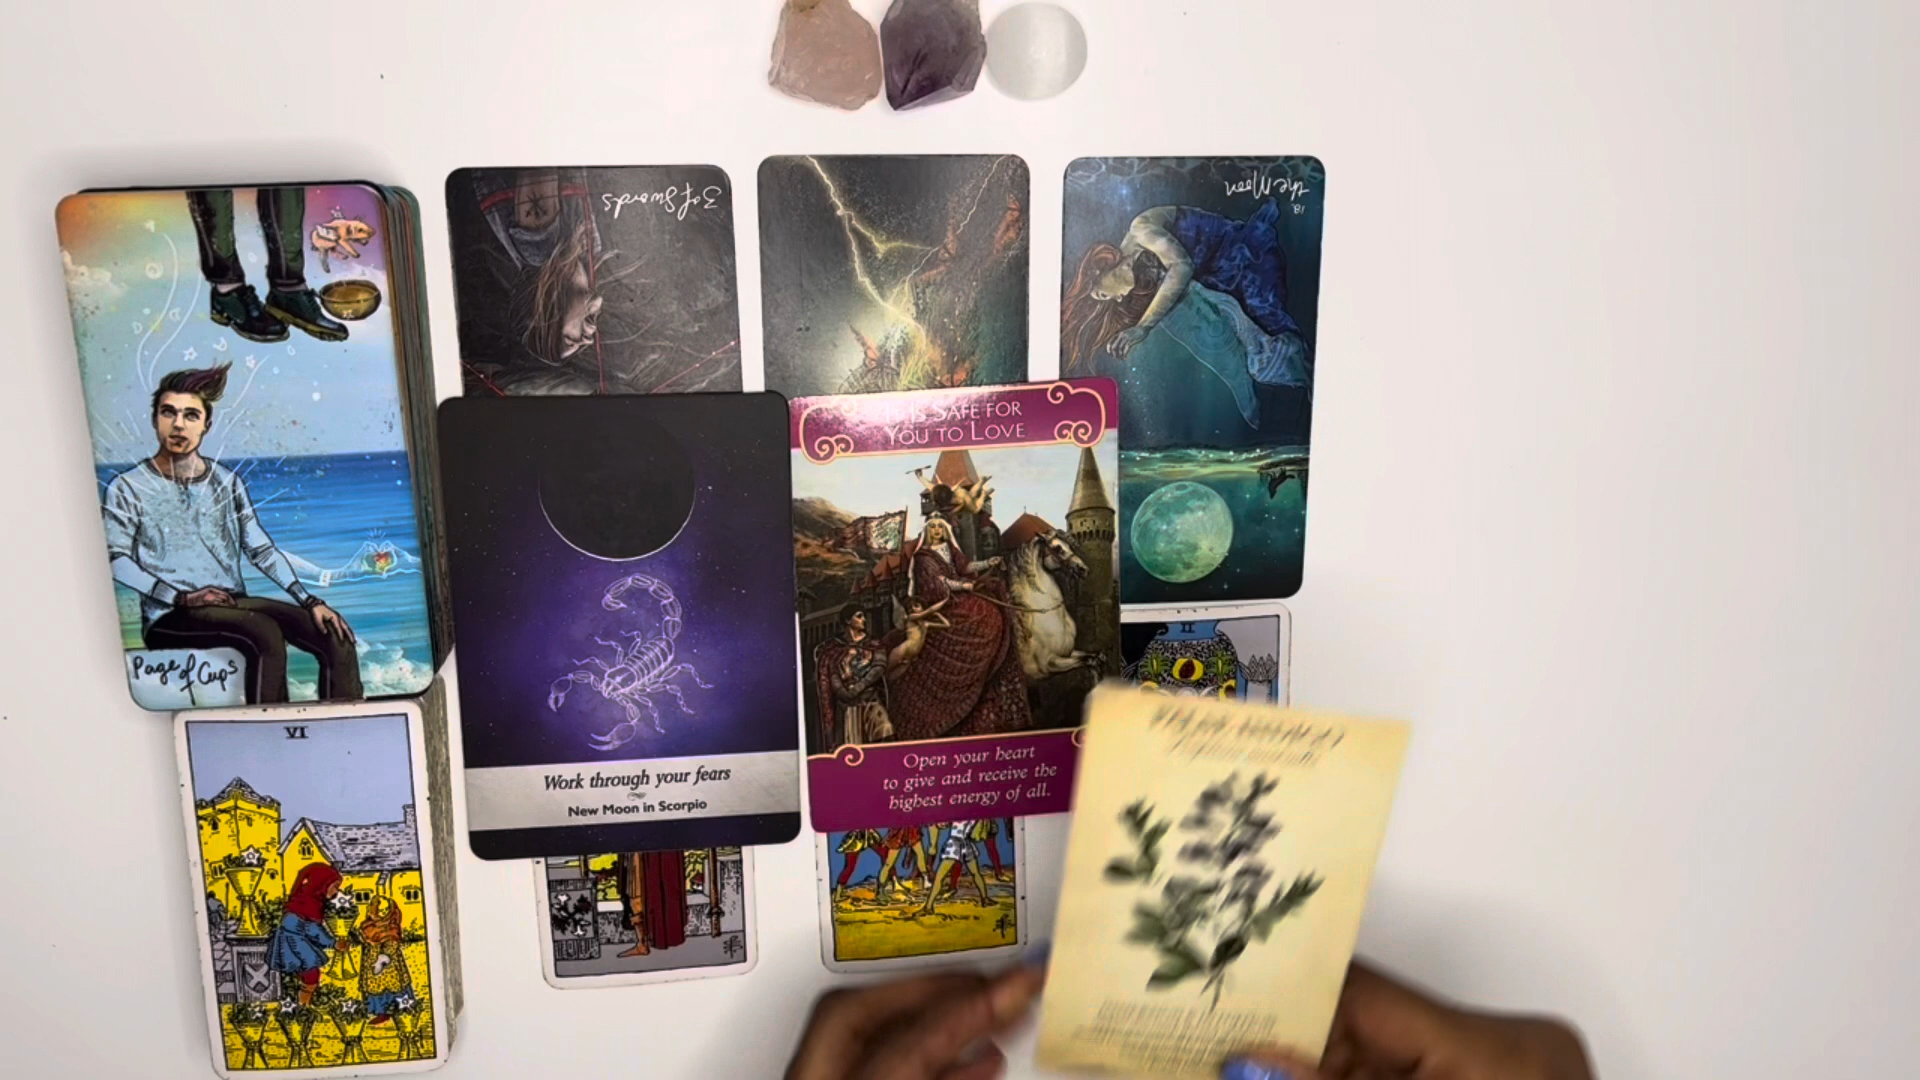 3 of Swords
18.
the Moon
Is Safe for
You to Love
Page of Cups
VI
Work through your fears
New Moon in Scorpio
Open your heart
to give and receive the
highest energy of all.
II